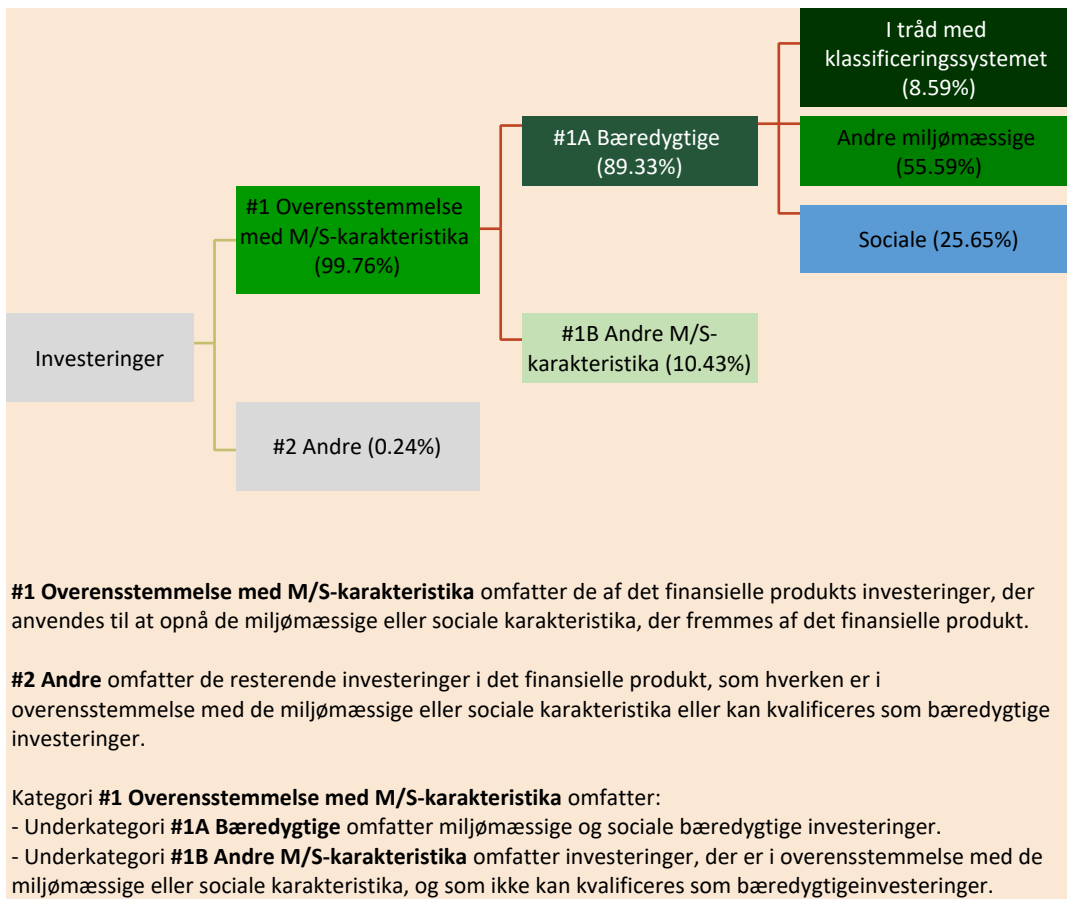 I tråd med
klassificeringssystemet
(8.59%)
#1A Bæredygtige
(89.33%)
Andre miljømæssige
(55.59%)
#1 Overensstemmelse
med M/S-karakteristika
(99.76%)
Sociale (25.65%)
Investeringer
#1B Andre M/S-
karakteristika (10.43%)
#2 Andre (0.24%)
#1 Overensstemmelse med M/S-karakteristika omfatter de af det finansielle produkts investeringer, der
anvendes til at opnå de miljømæssige eller sociale karakteristika, der fremmes af det finansielle produkt.
#2 Andre omfatter de resterende investeringer i det finansielle produkt, som hverken er i
overensstemmelse med de miljømæssige eller sociale karakteristika eller kan kvalificeres som bæredygtige
investeringer.
Kategori #1 Overensstemmelse med M/S-karakteristika omfatter:
- Underkategori #1A Bæredygtige omfatter miljømæssige og sociale bæredygtige investeringer.
- Underkategori #1B Andre M/S-karakteristika omfatter investeringer, der er i overensstemmelse med de
miljømæssige eller sociale karakteristika, og som ikke kan kvalificeres som bæredygtigeinvesteringer.